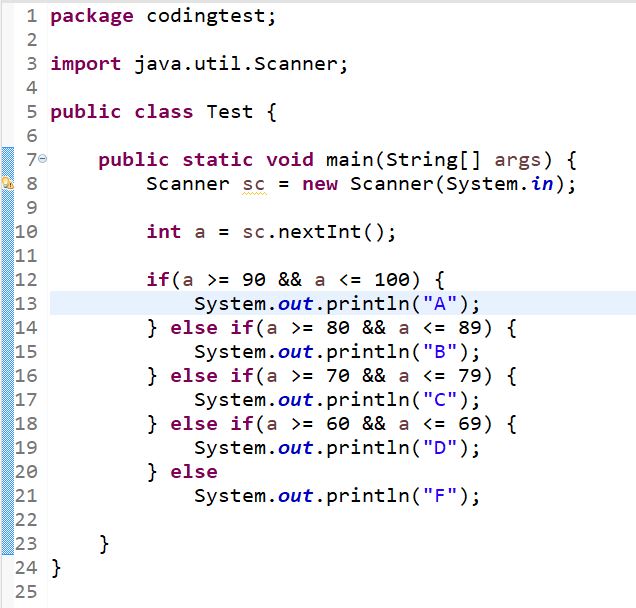 1 package codingtest;
2
3 import java.util.Scanner;
4
5 public class Test {
6
7     public static void main(String[] args) {
8         Scanner sc = new Scanner(System.in);
9
10         int a = sc.nextInt();
11
12         if(a >= 90 && a <= 100) {
13             System.out.println("A");
14         } else if(a >= 80 && a <= 89) {
15             System.out.println("B");
16         } else if(a >= 70 && a <= 79) {
17             System.out.println("C");
18         } else if(a >= 60 && a <= 69) {
19             System.out.println("D");
20         } else
21             System.out.println("F");
22
23     }
24 }
25